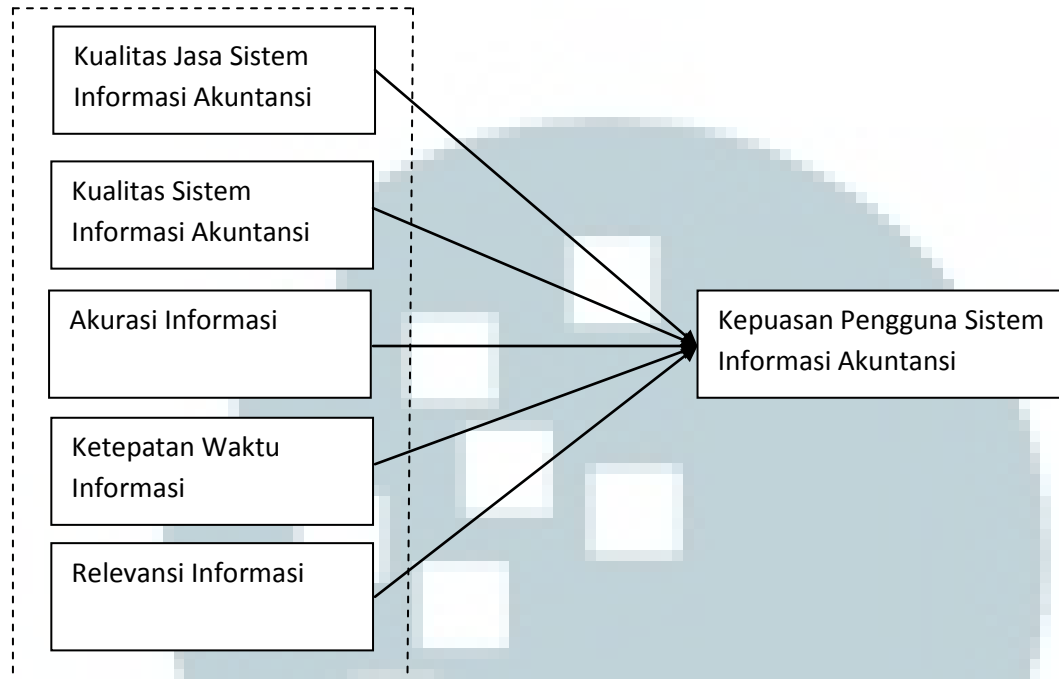 Kualitas Jasa Sistem
Informasi Akuntansi
Kualitas Sistem
Informasi Akuntansi
Akurasi Informasi
Ketepatan Waktu
Informasi
Relevansi Informasi
Kepuasan Pengguna Sistem
Informasi Akuntansi